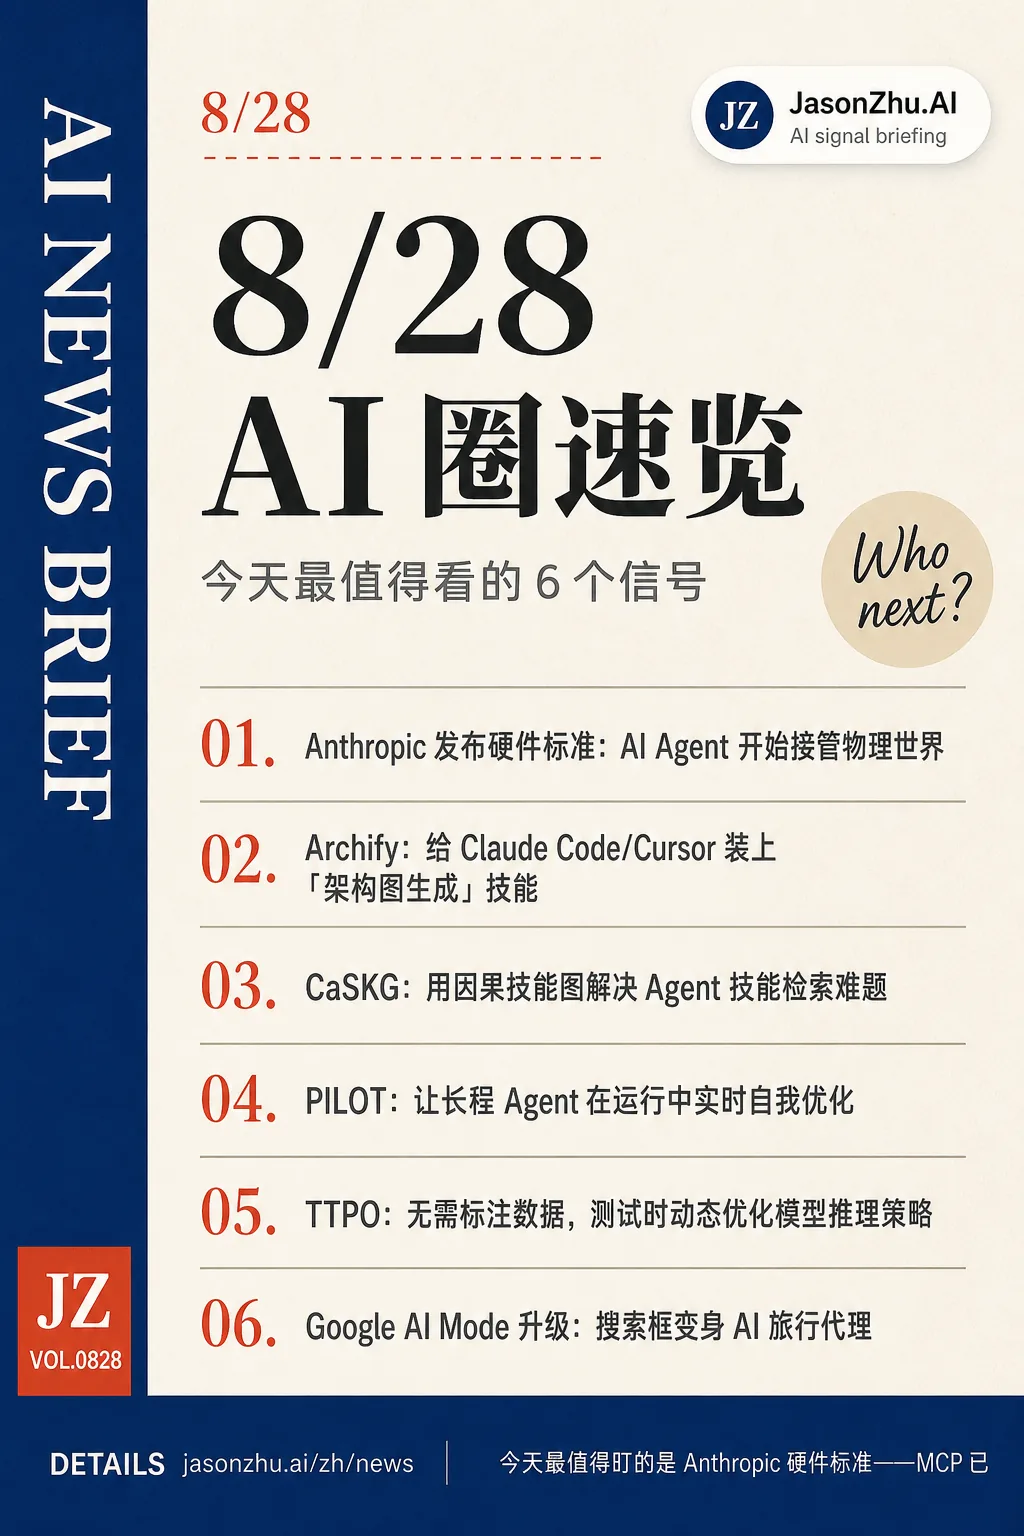 AI NEWS BRIEF
8/28
JZ
JasonZhu.AI
AI signal briefing
8/28
AI 圈速览
今天最值得看的 6 个信号
Who
next?
01. Anthropic 发布硬件标准：AI Agent 开始接管物理世界
02. Archify：给 Claude Code/Cursor 装上
「架构图生成」技能
03. CaSKG：用因果技能图解决 Agent 技能检索难题
04. PILOT：让长程 Agent 在运行中实时自我优化
05. TTPO：无需标注数据，测试时动态优化模型推理策略
06. Google AI Mode 升级：搜索框变身 AI 旅行代理
JZ
VOL.0828
DETAILS jasonzhu.ai/zh/news
今天最值得盯的是 Anthropic 硬件标准——MCP 已